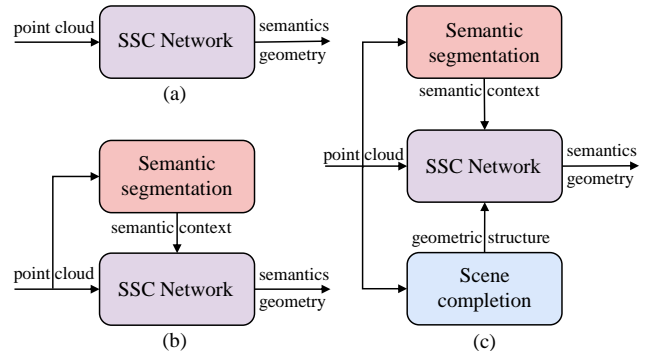 point cloud
SSC Network
semantics
geometry
(a)
Semantic
segmentation
semantic context
point cloud
SSC Network
semantics
geometry
(b)
Semantic
segmentation
semantic context
point cloud
SSC Network
semantics
geometry
geometric structure
Scene
completion
(c)